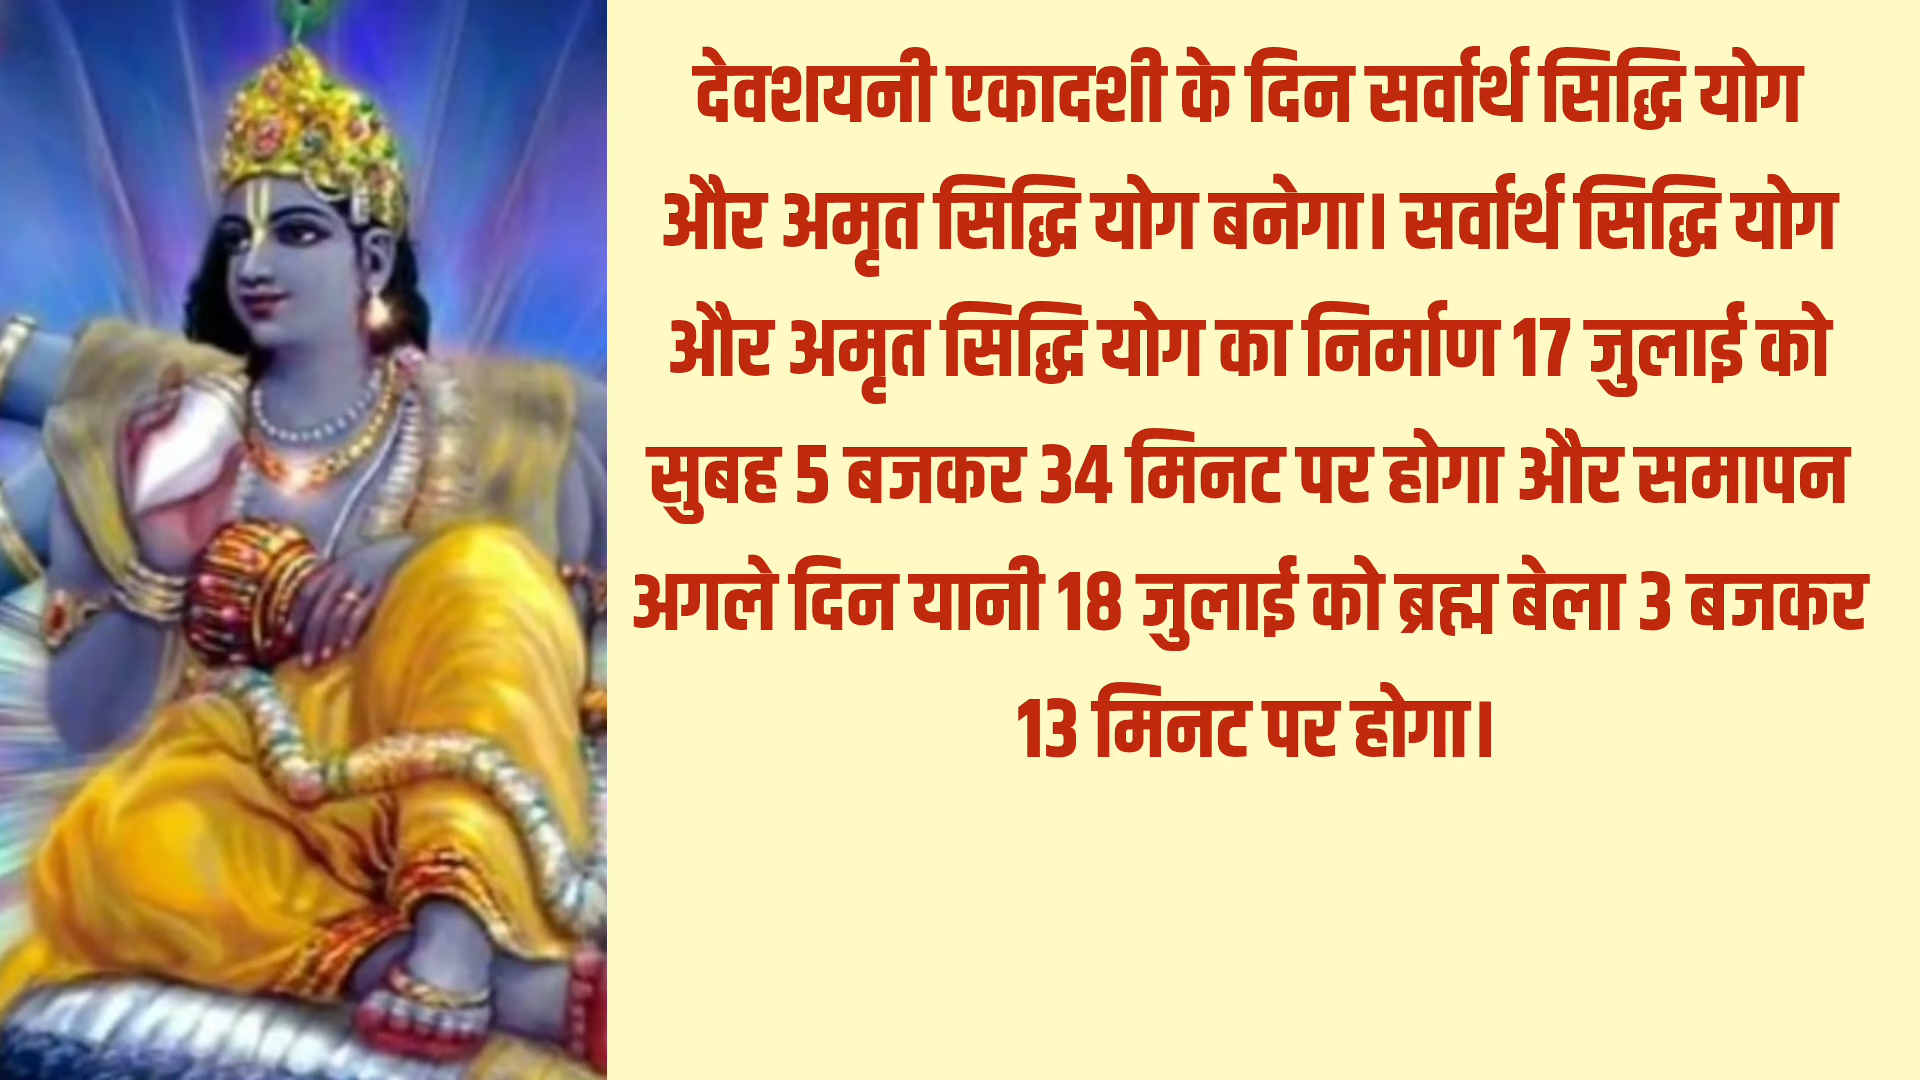 देवशयनी एकादशी के दिन सर्वार्थ सिद्धि योग
और अमृत सिद्धि योग बनेगा। सर्वार्थ सिद्धि योग
और अमृत सिद्धि योग का निर्माण 17 जुलाई को
सुबह 5 बजकर 34 मिनट पर होगा और समापन
अगले दिन यानी 18 जुलाई को ब्रह्म बेला 3 बजकर
13 मिनट पर होगा।